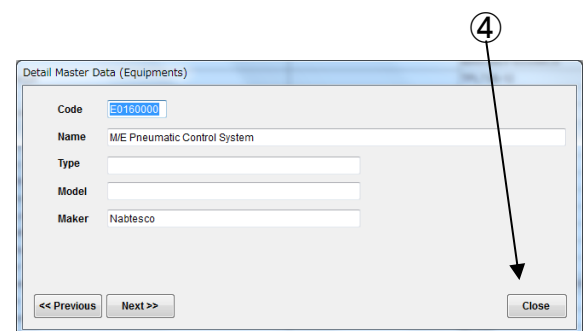 ④
Detail Master Data (Equipments)
Code E0160000
Name M/E Pneumatic Control System
Type
Model
Maker Nabtesco
<< Previous Next >> Close